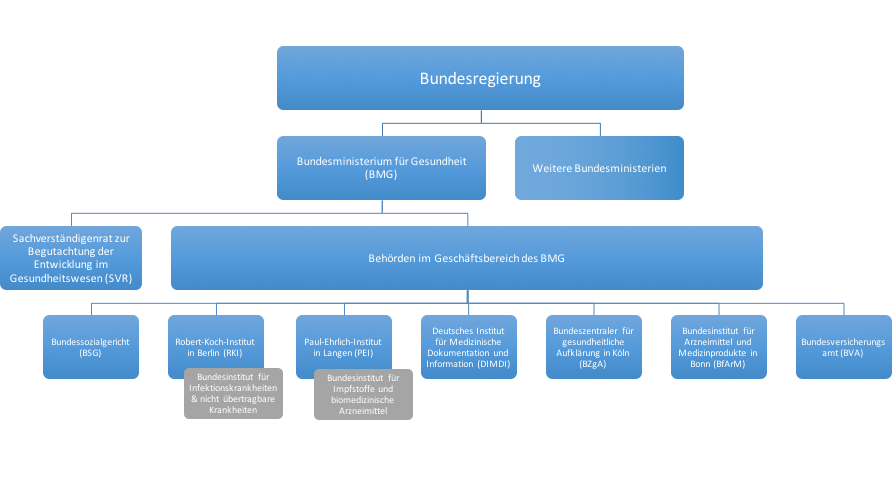 Bundesregierung
Bundesministerium für Gesundheit
(BMG)
Weitere Bundesministerien
Sachverständigenrat zur
Begutachtung der
Entwicklung im
Gesundheitswesen (SVR)
Behörden im Geschäftsbereich des BMG
Bundessozialgericht
(BSG)
Robert-Koch-Institut
in Berlin (RKI)
Bundesinstitut für
Infektionskrankheiten
& nicht übertragbare
Krankheiten
Paul-Ehrlich-Institut
in Langen (PEI)
Bundesinstitut für
Impfstoffe und
biomedizinische
Arzneimittel
Deutsches Institut
für Medizinische
Dokumentation und
Information (DIMDI)
Bundeszentraler für
gesundheitliche
Aufklärung in Köln
(BZgA)
Bundesinstitut für
Arzneimittel und
Medizinprodukte in
Bonn (BfArM)
Bundesversicherungs
amt (BVA)